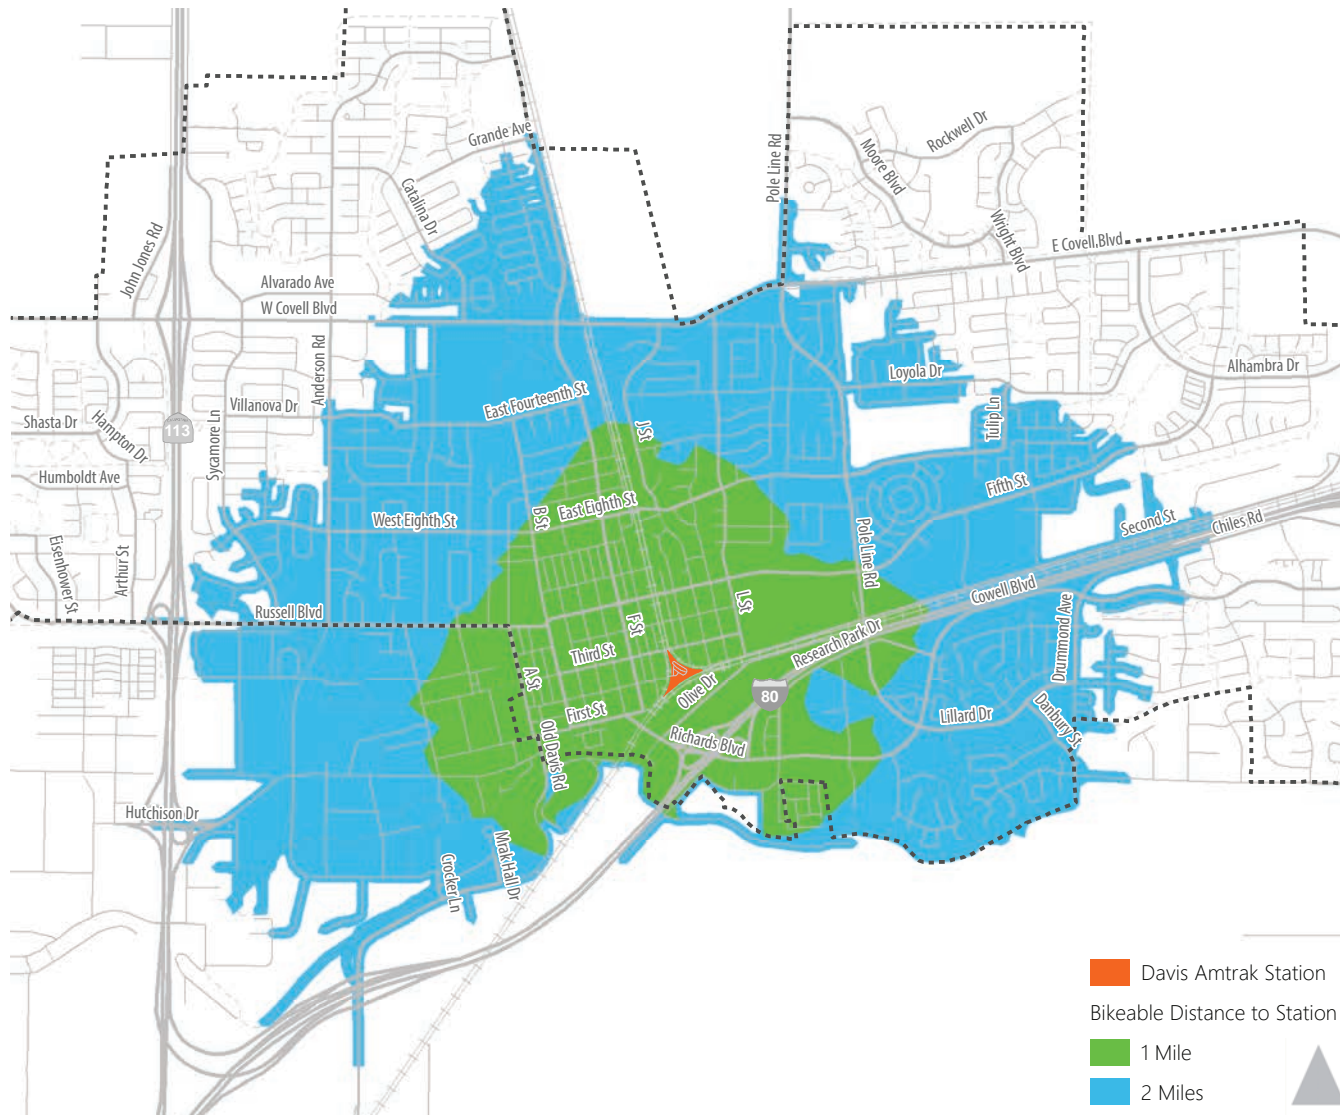 Grande Ave
Rockwell Dr
Moore Blvd
Pole Line Rd
Catalina Dr
Wright Blvd
E Covell Blvd
John Jones Rd
Alvarado Ave
W Covell Blvd
Anderson Rd
Loyola Dr
Alhambra Dr
East Fourteenth St
Villanova Dr
Shasta Dr
Hampton Dr
113
Sycamore Ln
J St
Tulip Ln
Humboldt Ave
Fifth St
East Eighth St
B St
West Eighth St
Second St
Chiles Rd
Pole Line Rd
Eisenhower St
Arthur St
Cowell Blvd
L St
Russell Blvd
F St
Drummond Ave
Research Park Dr
Third St
A St
Olive Dr
80
First St
Lillard Dr
Danbury St
Old Davis Rd
Richards Blvd
Hutchison Dr
Mrak Hall Dr
Crocker Ln
Davis Amtrak Station
Bikeable Distance to Station
1 Mile
2 Miles